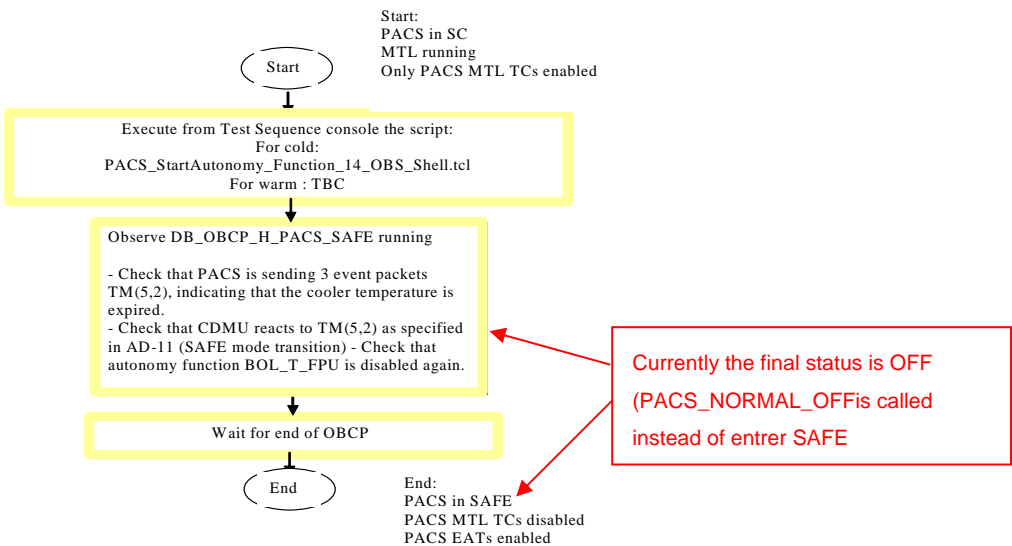 Start:
PACS in SC
MTL running
Only PACS MTL TCs enabled
Start
Execute from Test Sequence console the script:
For cold:
PACS_StartAutonomy_Function_14_OBS_Shell.tcl
For warm : TBC
Observe DB_OBCP_H_PACS_SAFE running
- Check that PACS is sending 3 event packets
TM(5,2), indicating that the cooler temperature is
expired.
- Check that CDMU reacts to TM(5,2) as specified
in AD-11 (SAFE mode transition) - Check that
autonomy function BOL_T_FPU is disabled again.
Currently the final status is OFF
(PACS_NORMAL_OFFis called
instead of entrer SAFE
Wait for end of OBCP
End
End:
PACS in SAFE
PACS MTL TCs disabled
PACS EATs enabled